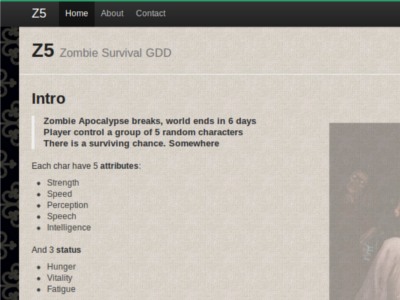 Z5 Home About Contact
Z5 Zombie Survival GDD
Intro
Zombie Apocalypse breaks, world ends in 6 days
Player control a group of 5 random characters
There is a surviving chance. Somewhere
Each char have 5 attributes:
Strength
Speed
Perception
Speech
Intelligence
And 3 status
Hunger
Vitality
Fatigue